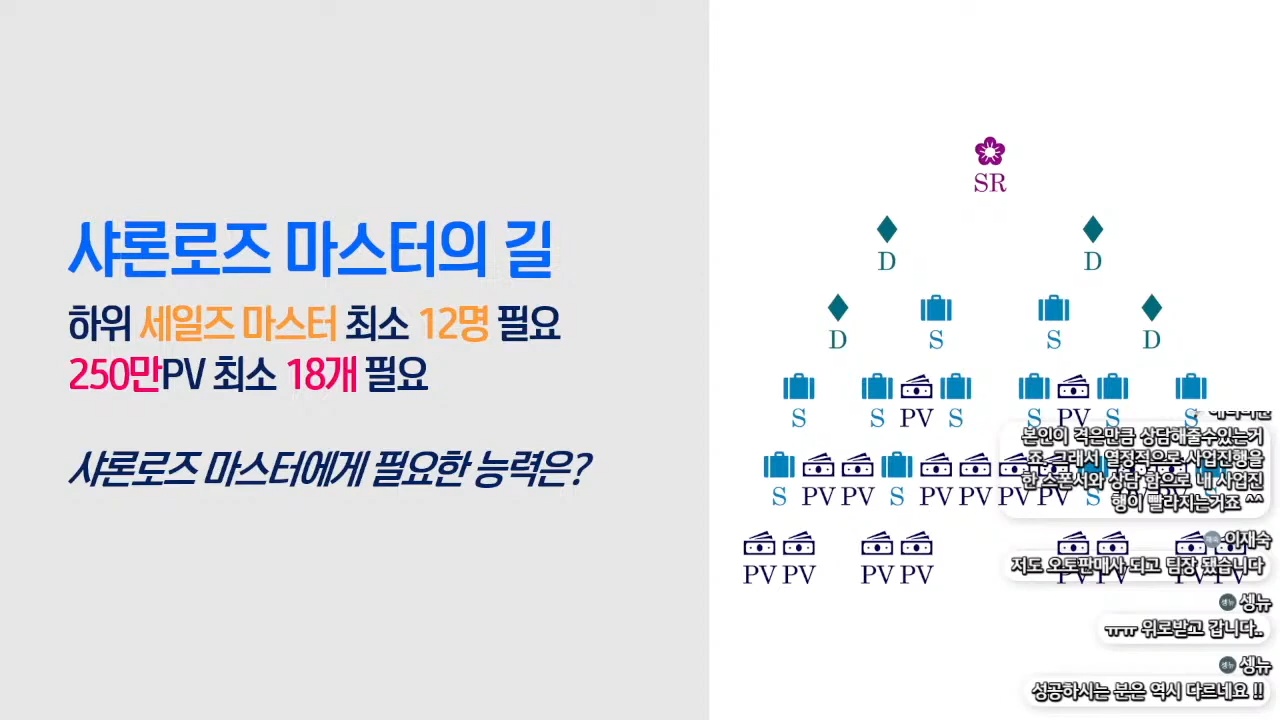 샤론로즈 마스터의 길
하위 세일즈 마스터 최소 12명 필요
250만PV 최소 18개 필요
샤론로즈 마스터에게 필요한 능력은?
SR
D D
D S S D
S S PV S S PV S S
S PV PV S PV PV PV PV S
PV PV PV PV PV PV PV PV
본인이 겪은만큼 상담해줄수있는거
죠 그래서 열정적으로 사업진행을
한 스폰서와 상담 함으로 내 사업진
행이 빨라지는거죠 ^^
이재숙
저도 오토판매사 되고 팀장 됐습니다
셍뉴
ㅠㅠ 위로받고 갑니다..
셍뉴
성공하시는 분은 역시 다르네요 !!